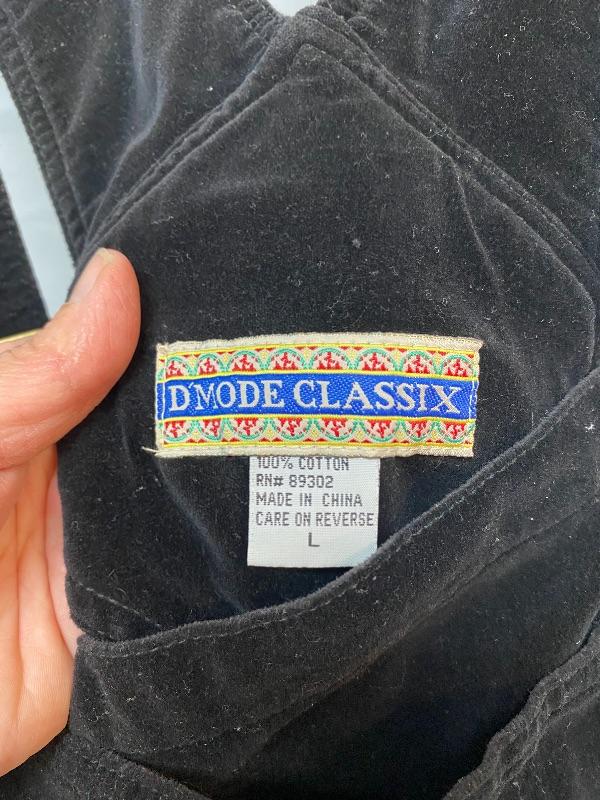 D'MODE CLASSIX
100% COTTON
RN# 89302
MADE IN CHINA
CARE ON REVERSE
L